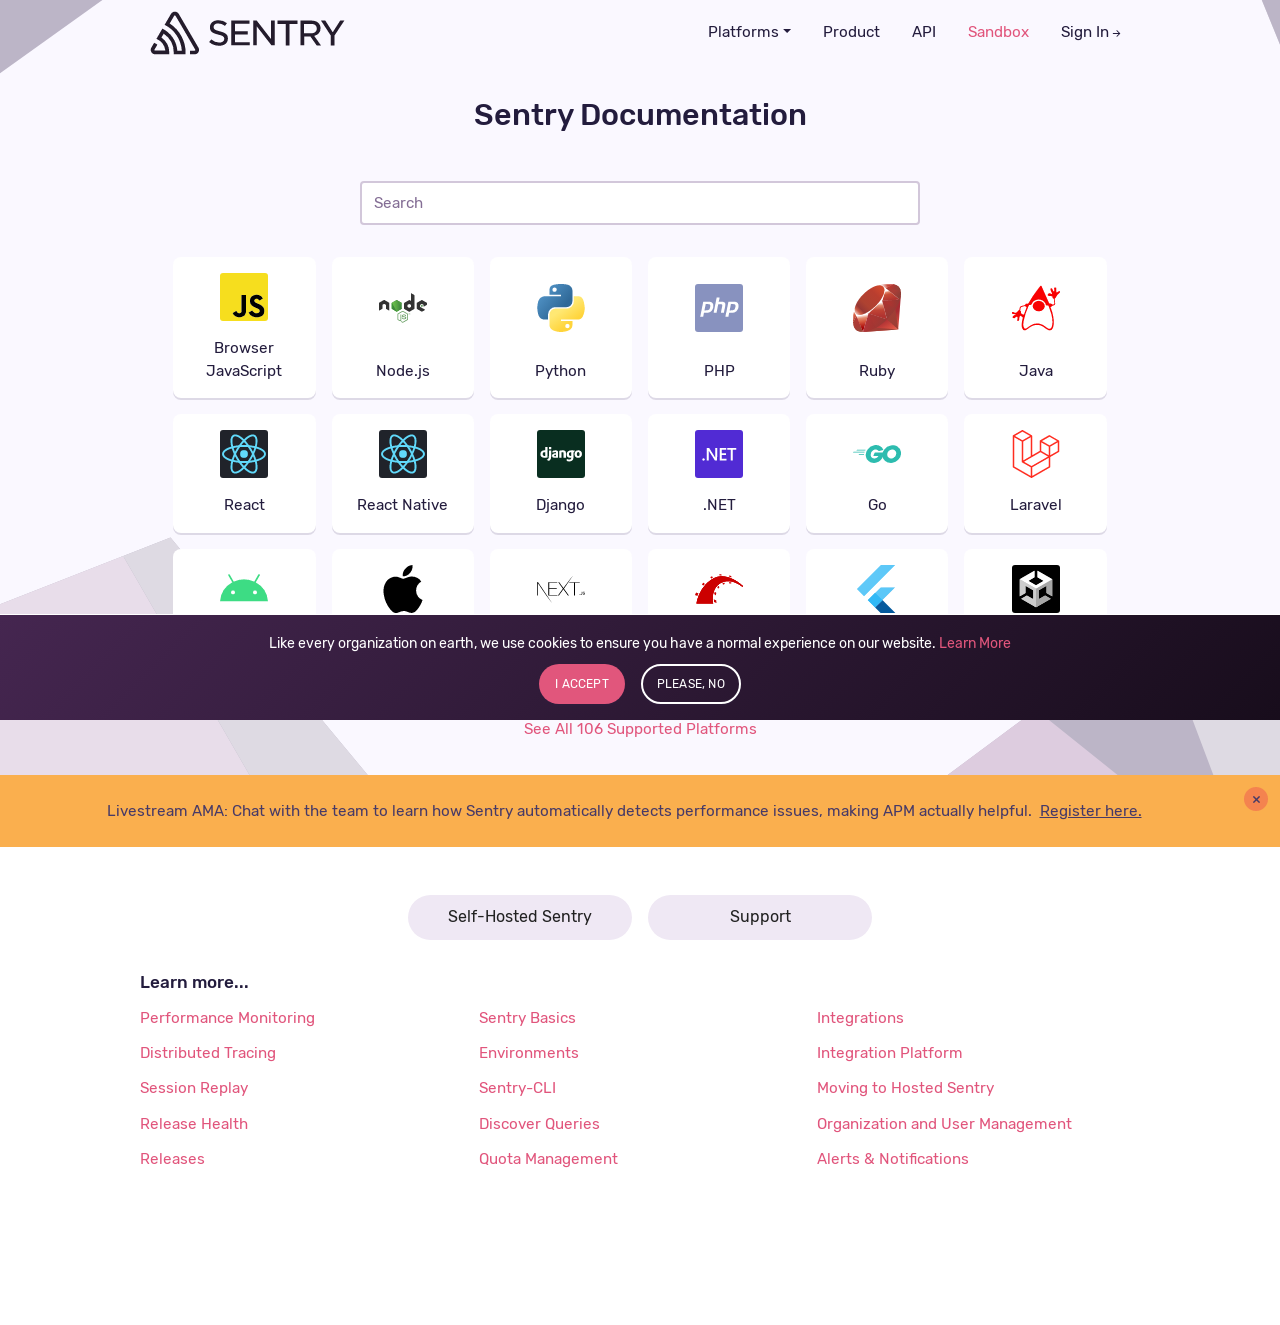 SENTRY
Platforms Product API Sandbox Sign In →
Sentry Documentation
Search
JS node JS php
Browser
JavaScript Node.js Python PHP Ruby Java
django .NET GO
React React Native Django .NET Go Laravel
NEXT.JS
Like every organization on earth, we use cookies to ensure you have a normal experience on our website. Learn More
I ACCEPT PLEASE, NO
See All 106 Supported Platforms
Livestream AMA: Chat with the team to learn how Sentry automatically detects performance issues, making APM actually helpful. Register here. ×
Self-Hosted Sentry Support
Learn more...
Performance Monitoring Sentry Basics Integrations
Distributed Tracing Environments Integration Platform
Session Replay Sentry-CLI Moving to Hosted Sentry
Release Health Discover Queries Organization and User Management
Releases Quota Management Alerts & Notifications